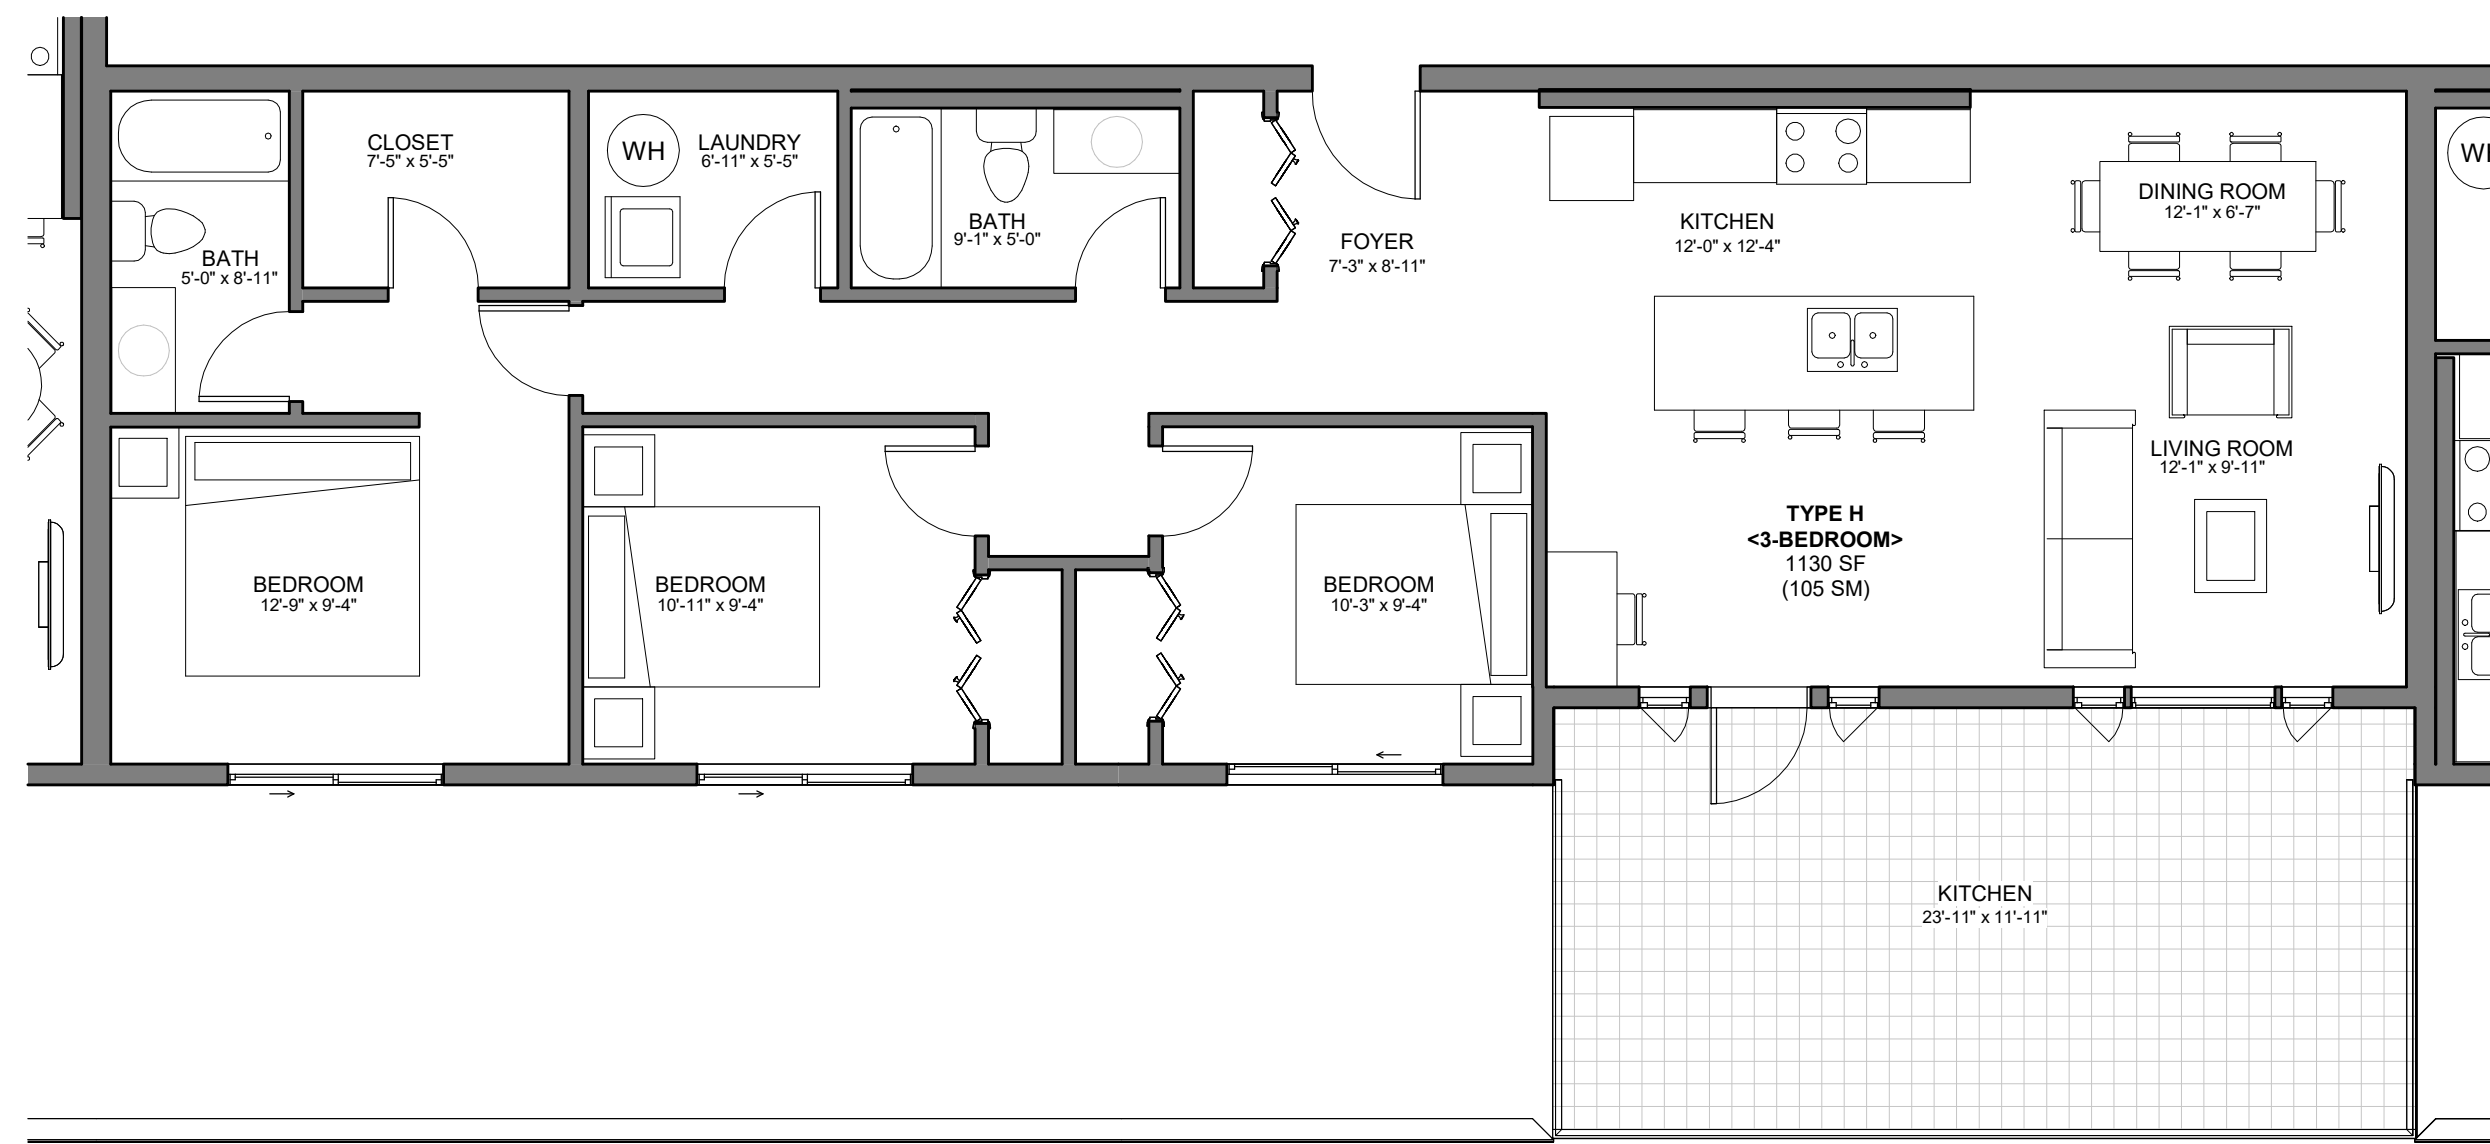 CLOSET
7'-5" x 5'-5"
WH
LAUNDRY
6'-11" x 5'-5"
BATH
9'-1" x 5'-0"
BATH
5'-0" x 8'-11"
FOYER
7'-3" x 8'-11"
KITCHEN
12'-0" x 12'-4"
DINING ROOM
12'-1" x 6'-7"
LIVING ROOM
12'-1" x 9'-11"
TYPE H
<3-BEDROOM>
1130 SF
(105 SM)
BEDROOM
12'-9" x 9'-4"
BEDROOM
10'-11" x 9'-4"
BEDROOM
10'-3" x 9'-4"
KITCHEN
23'-11" x 11'-11"